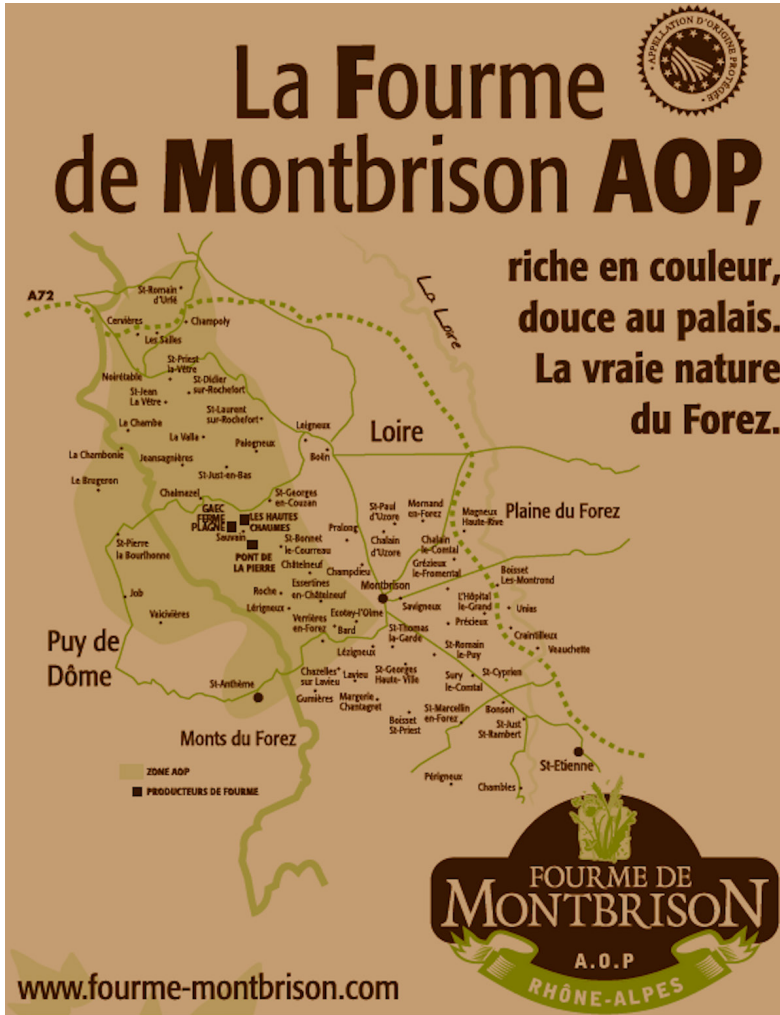 La Fourme
de Montbrison AOP,
APPELLATION D'ORIGINE PROTÉGÉE
riche en couleur,
douce au palais.
La vraie nature
du Forez.
A72
La Loire
St-Romain
d'Urfé
Cervières
Champoly
Les Salles
St-Priest
la-Vêtre
Noirétable
St-Didier
sur-Rochefort
St-Jean
La Vêtre
St-Laurent
sur-Rochefort
La Chambe
La Valla
Palogneux
Leigneux
Loire
Boën
La Chambonie
Jeansagnières
Le Brugeron
St-Just-en-Bas
Chalmazel
St-Georges
en-Couzan
GAEC
FERME
PLAGNE
LES HAUTES
CHAUMES
Sauvain
PONT DE
LA PIERRE
St-Paul
d'Uzore
Mornand
en-Forez
Magneux
Haute-Rive
Plaine du Forez
Pralong
Chalain
d'Uzore
Chalain
le-Comtal
St-Pierre
la Bourlhonne
St-Bonnet
le-Courreau
Châtelneuf
Champdieu
Grézieux
le-Fromental
Boisset
Les-Montrond
Essertines
en-Châtelneuf
Montbrison
Job
Roche
Lérigneux
Savigneux
L'Hôpital
le-Grand
Unias
Valcivières
Verrières
en-Forez
Ecotey-l'Olme
Bard
Précieux
St-Thomas
la-Garde
Craintilleux
Veauchette
Puy de
Dôme
Lézigneux
St-Romain
le-Puy
St-Anthème
Chazelles
sur Lavieu
Lavieu
St-Georges
Haute- Ville
Sury
le-Comtal
St-Cyprien
Gumières
Margerie
Chantagret
Boisset
St-Priest
St-Marcellin
en-Forez
Bonson
St-Just
St-Rambert
Monts du Forez
St-Etienne
Périgneux
Chambles
ZONE AOP
PRODUCTEURS DE FOURME
FOURME DE
MONTBRISON
A.O.P
RHÔNE-ALPES
www.fourme-montbrison.com